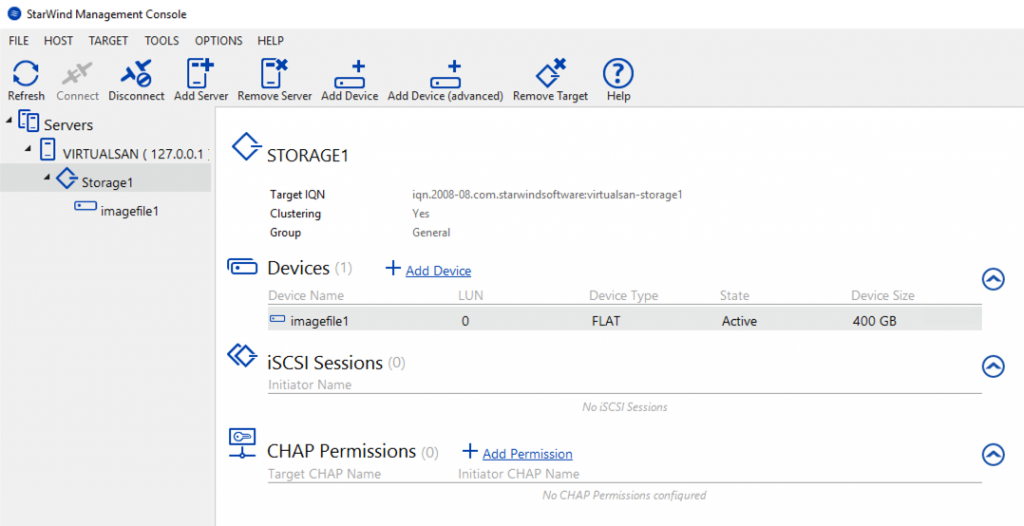 StarWind Management Console
FILE HOST TARGET TOOLS OPTIONS HELP
Refresh Connect Disconnect Add Server Remove Server Add Device Add Device (advanced) Remove Target Help
Servers
VIRTUALSAN ( 127.0.0.1 )
Storage1
imagefile1
STORAGE1
Target IQN iqn.2008-08.com.starwindsoftware:virtualsan-storage1
Clustering Yes
Group General
Devices (1) Add Device
Device Name LUN Device Type State Device Size
imagefile1 0 FLAT Active 400 GB
iSCSI Sessions (0)
Initiator Name
No iSCSI Sessions
CHAP Permissions (0) Add Permission
Target CHAP Name Initiator CHAP Name
No CHAP Permissions configured